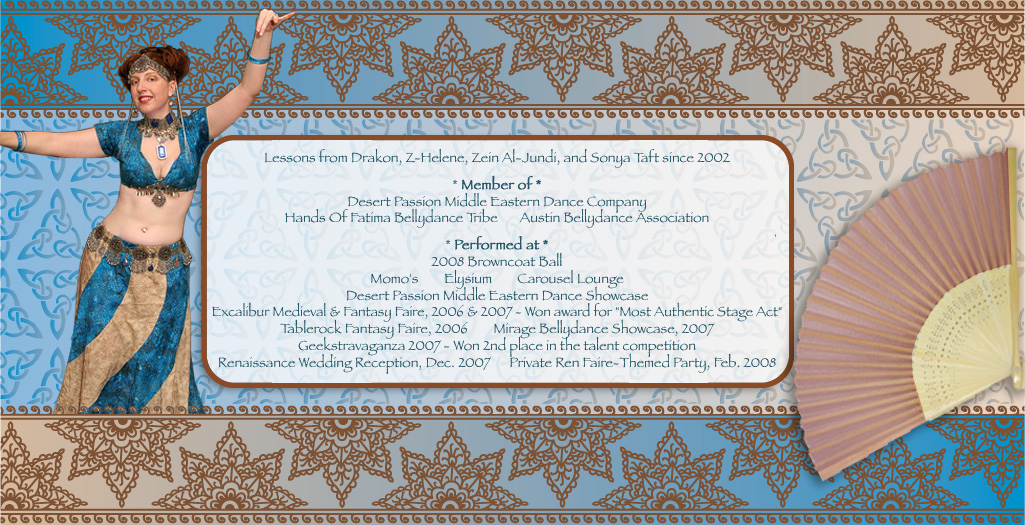 Lessons from Drakon, Z-Helene, Zein Al-Jundi, and Sonya Taft since 2002
* Member of *
Desert Passion Middle Eastern Dance Company
Hands Of Fatima Bellydance Tribe Austin Bellydance Association
* Performed at *
2008 Browncoat Ball
Momo's Elysium Carousel Lounge
Desert Passion Middle Eastern Dance Showcase
Excalibur Medieval & Fantasy Faire, 2006 & 2007 - Won award for "Most Authentic Stage Act"
Tablerock Fantasy Faire, 2006 Mirage Bellydance Showcase, 2007
Geekstravaganza 2007 - Won 2nd place in the talent competition
Renaissance Wedding Reception, Dec. 2007 Private Ren Faire-Themed Party, Feb. 2008